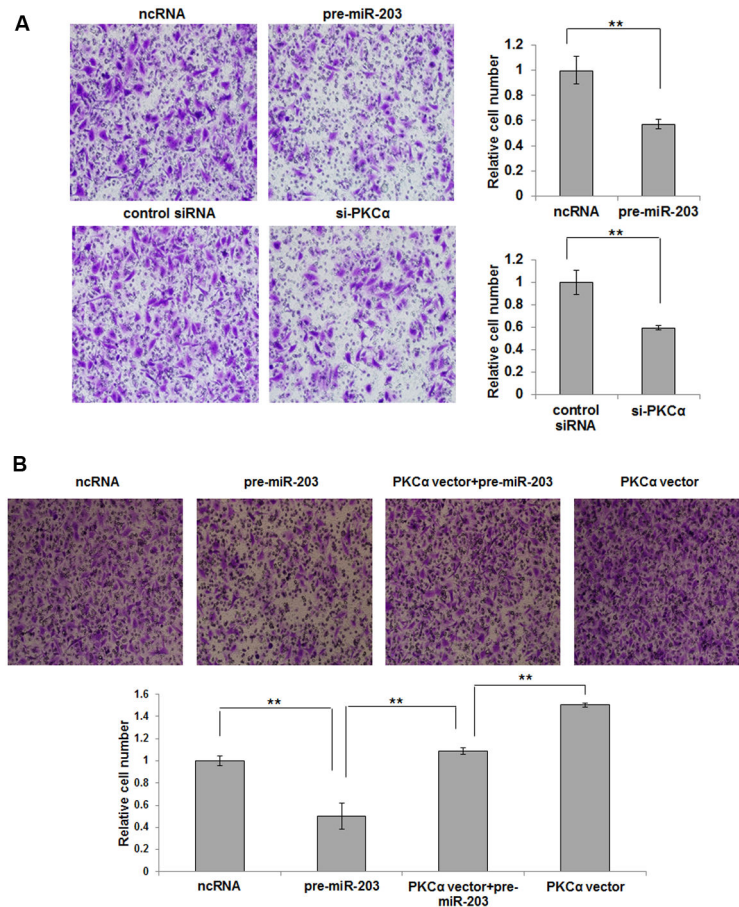 A
ncRNA
pre-miR-203
control siRNA
si-PKCα
**
Relative cell number
1.2
1
0.8
0.6
0.4
0.2
0
ncRNA
pre-miR-203
**
Relative cell number
1.2
1
0.8
0.6
0.4
0.2
0
control
siRNA
si-PKCα
B
ncRNA
pre-miR-203
PKCα vector+pre-miR-203
PKCα vector
Relative cell number
1.6
1.4
1.2
1
0.8
0.6
0.4
0.2
0
**
**
**
ncRNA
pre-miR-203
PKCα vector+pre-
miR-203
PKCα vector